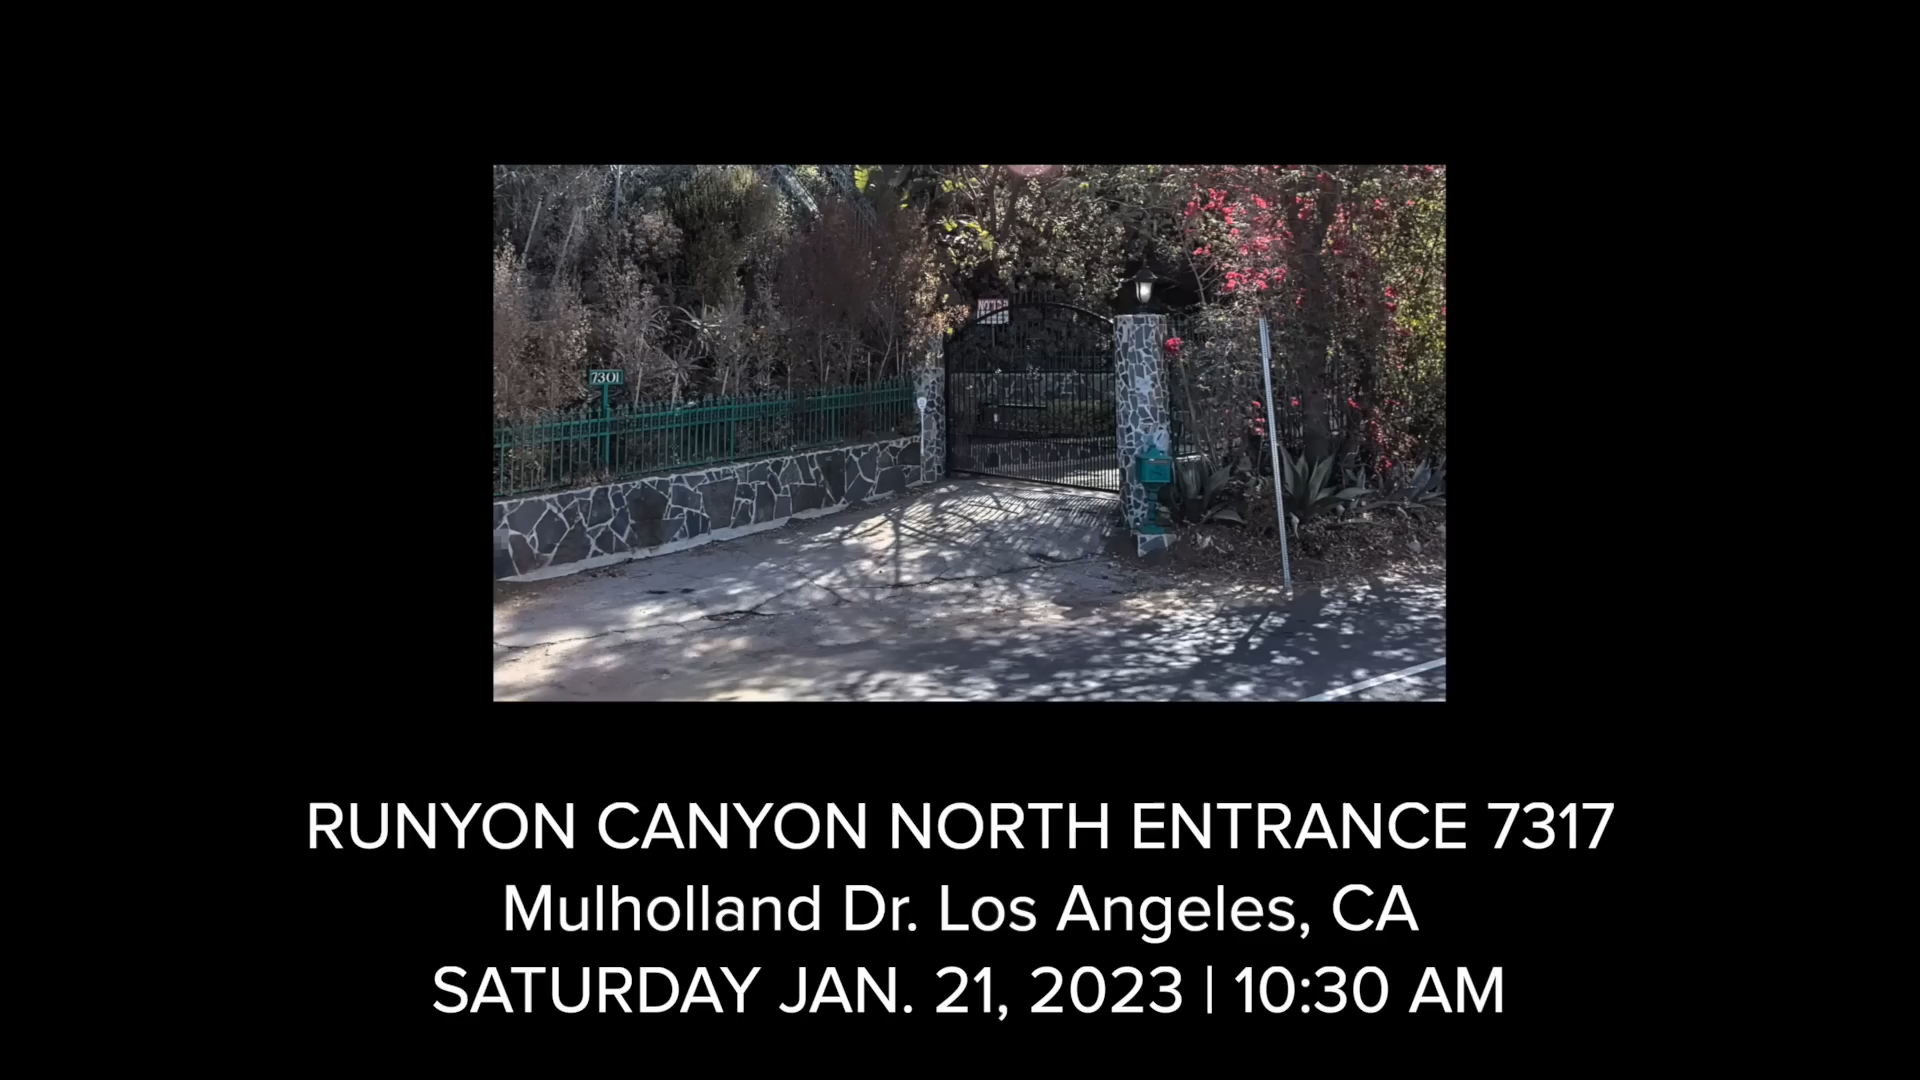 7301
RUNYON CANYON NORTH ENTRANCE 7317
Mulholland Dr. Los Angeles, CA
SATURDAY JAN. 21, 2023 | 10:30 AM